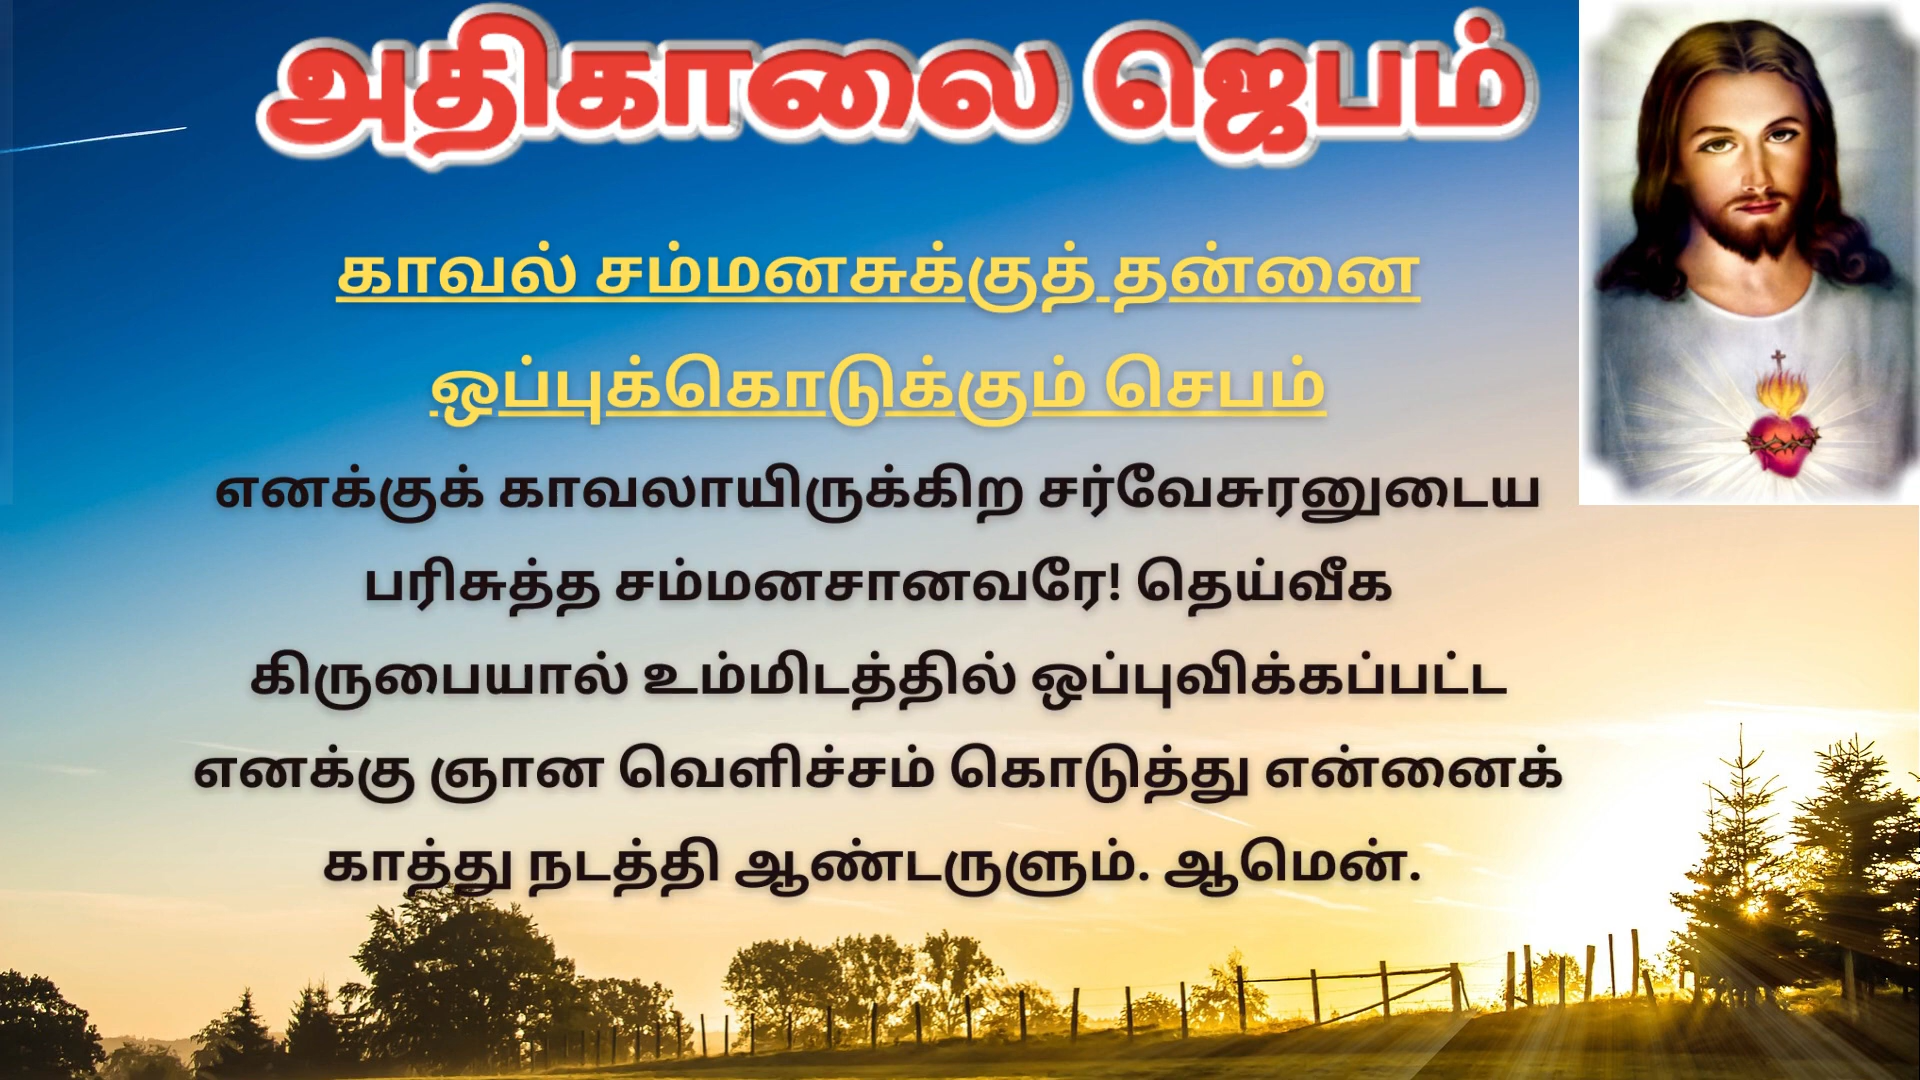 அதிகாலை ஜெபம்
காவல் சம்மனசுக்குத் தன்னை
ஒப்புக்கொடுக்கும் செபம்
எனக்குக் காவலாயிருக்கிற சர்வேசுரனுடைய
பரிசுத்த சம்மனசானவரே! தெய்வீக
கிருபையால் உம்மிடத்தில் ஒப்புவிக்கப்பட்ட
எனக்கு ஞான வெளிச்சம் கொடுத்து என்னைக்
காத்து நடத்தி ஆண்டருளும். ஆமென்.